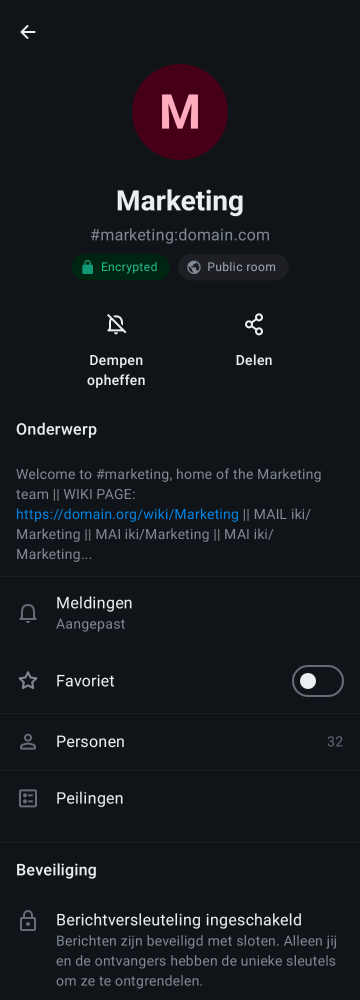 M
Marketing
#marketing:domain.com
Encrypted
Public room
Dempen
opheffen
Delen
Onderwerp
Welcome to #marketing, home of the Marketing
team || WIKI PAGE:
https://domain.org/wiki/Marketing || MAIL iki/
Marketing || MAI iki/Marketing || MAI iki/
Marketing...
Meldingen
Aangepast
Favoriet
Personen
32
Peilingen
Beveiliging
Berichtversleuteling ingeschakeld
Berichten zijn beveiligd met sloten. Alleen jij
en de ontvangers hebben de unieke sleutels
om ze te ontgrendelen.